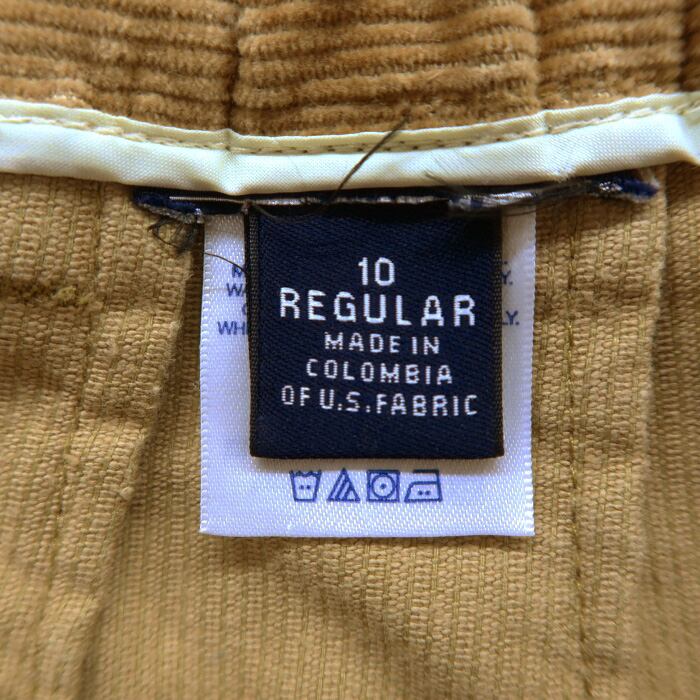 10
REGULAR
MADE IN
COLOMBIA
OF U.S. FABRIC